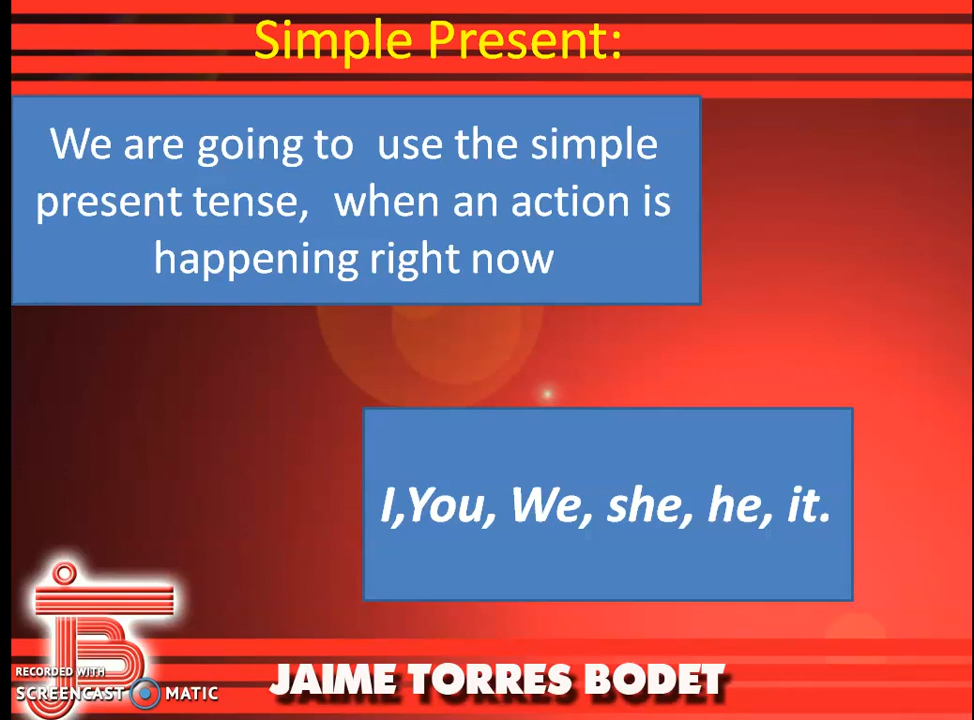 Simple Present:
We are going to use the simple
present tense, when an action is
happening right now
I,You, We, she, he, it.
RECORDED WITH
SCREENCAST MATIC
JAIME TORRES BODET